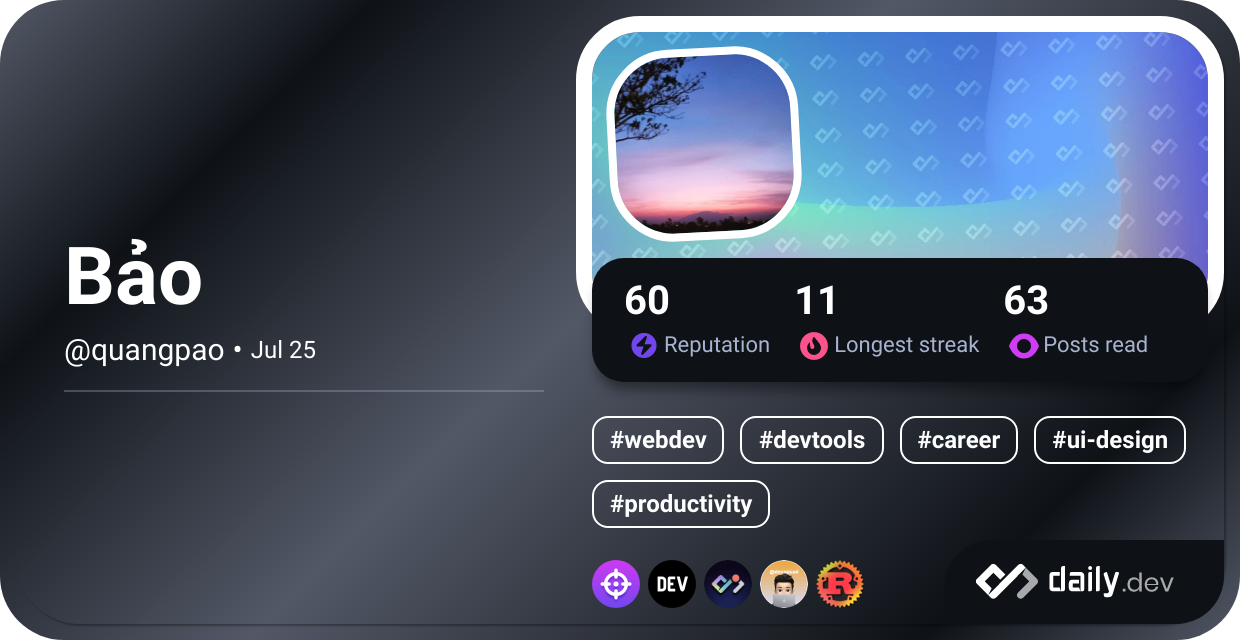 Bảo
@quangpao • Jul 25
60
Reputation
11
Longest streak
63
Posts read
#webdev
#devtools
#career
#ui-design
#productivity
DEV
R
daily.dev